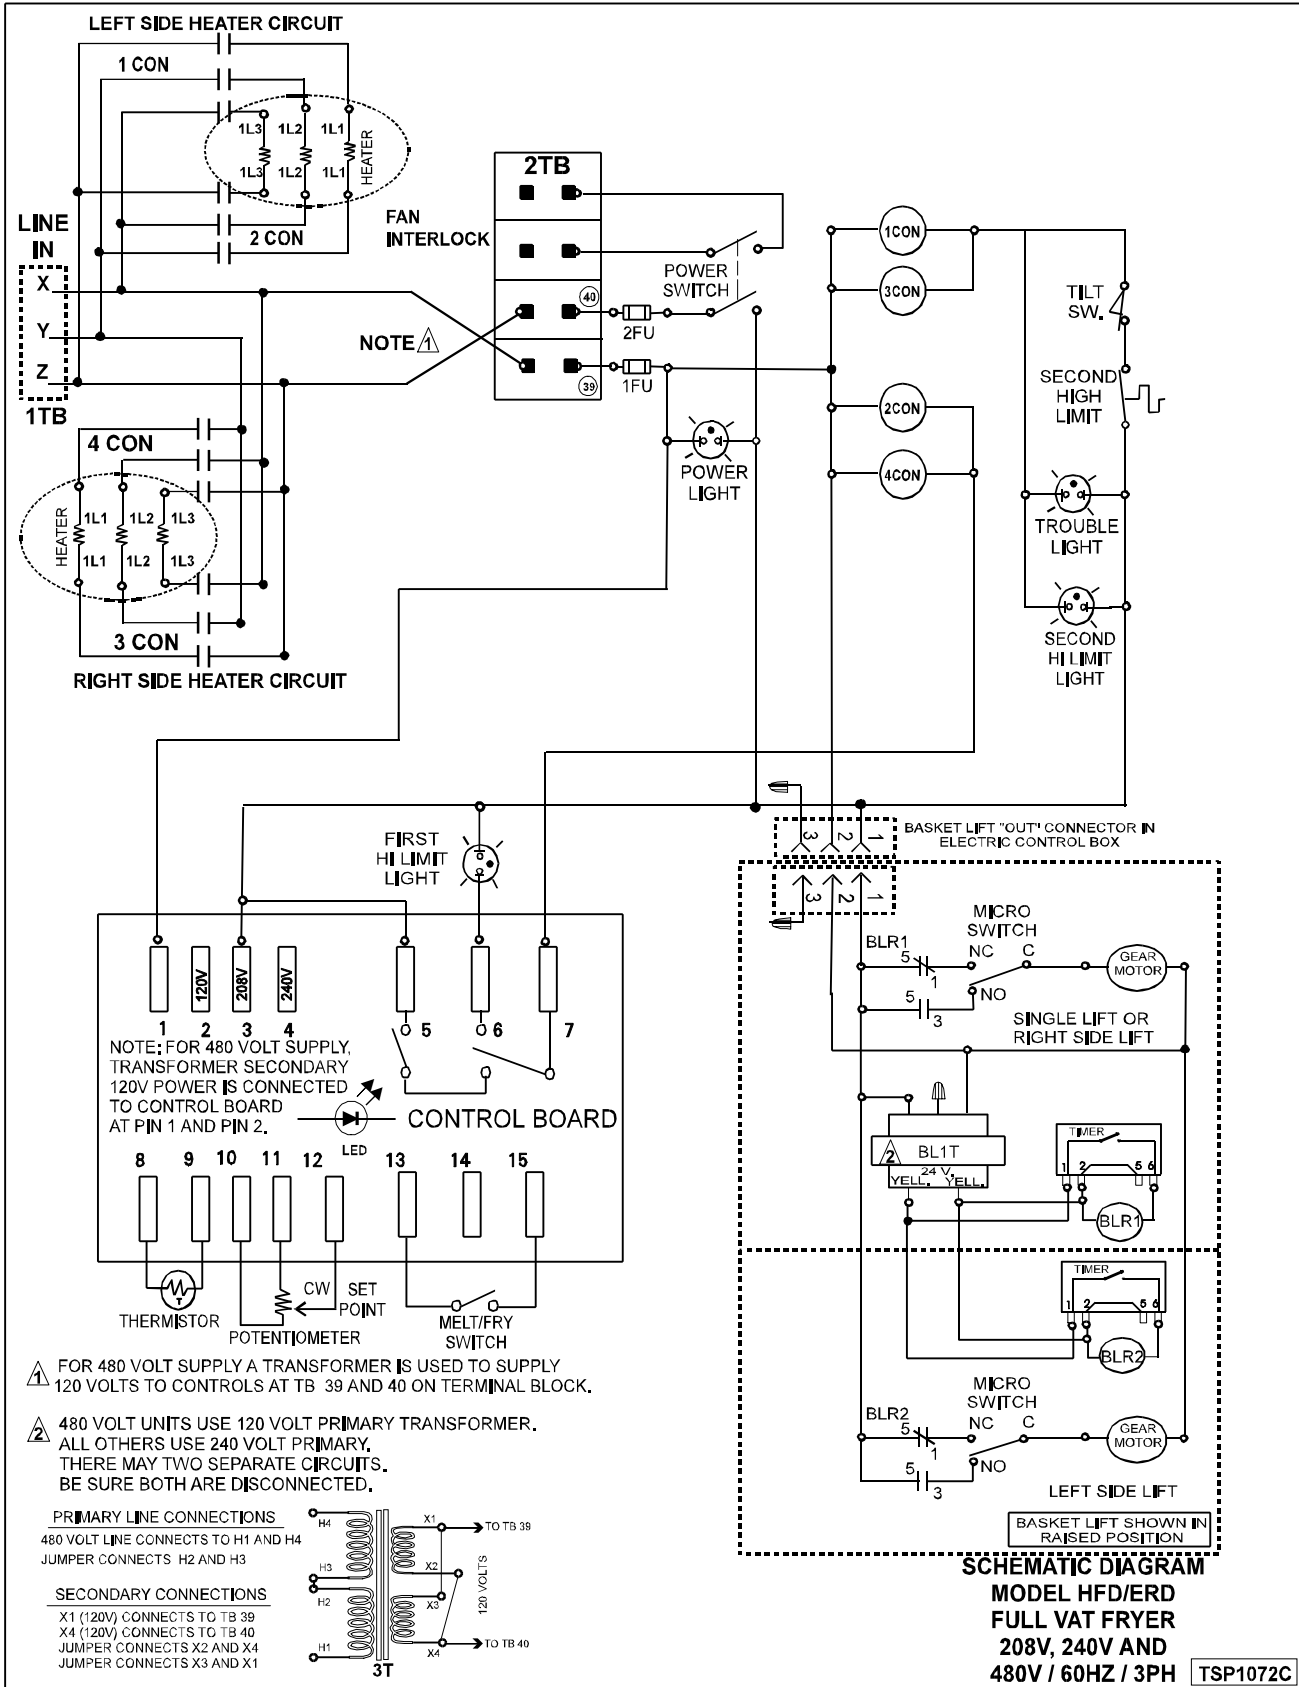 LEFT SIDE HEATER CIRCUIT
1 CON
1L3 1L2 1L1
1L3 1L2 1L1
HEATER
2 CON
LINE
IN
X
Y
Z
1TB
FAN
INTERLOCK
NOTE 1
2TB
40
39
2FU
1FU
POWER
SWITCH
POWER
LIGHT
1CON
3CON
2CON
4CON
TILT
SW.
SECOND
HIGH
LIMIT
TROUBLE
LIGHT
SECOND
HI LIMIT
LIGHT
4 CON
HEATER
1L1 1L2 1L3
1L1 1L2 1L3
3 CON
RIGHT SIDE HEATER CIRCUIT
FIRST
HI LIMIT
LIGHT
3 2 1
BASKET LIFT "OUT" CONNECTOR IN
ELECTRIC CONTROL BOX
3 2 1
120V
208V
240V
1 2 3 4 5 6 7
NOTE: FOR 480 VOLT SUPPLY,
TRANSFORMER SECONDARY
120V POWER IS CONNECTED
TO CONTROL BOARD
AT PIN 1 AND PIN 2.
LED
CONTROL BOARD
8 9 10 11 12 13 14 15
T
THERMISTOR
CW
SET
POINT
POTENTIOMETER
MELT/FRY
SWITCH
BLR1
5
1
5
3
MICRO
SWITCH
NC C
NO
GEAR
MOTOR
SINGLE LIFT OR
RIGHT SIDE LIFT
2 BL1T
24 V.
YELL. YELL.
TIMER
1 2 5 6
BLR1
TIMER
1 2 5 6
BLR2
MICRO
SWITCH
BLR2
5
1
5
3
NC C
NO
GEAR
MOTOR
LEFT SIDE LIFT
BASKET LIFT SHOWN IN
RAISED POSITION
1 FOR 480 VOLT SUPPLY A TRANSFORMER IS USED TO SUPPLY
120 VOLTS TO CONTROLS AT TB 39 AND 40 ON TERMINAL BLOCK.
2 480 VOLT UNITS USE 120 VOLT PRIMARY TRANSFORMER.
ALL OTHERS USE 240 VOLT PRIMARY.
THERE MAY TWO SEPARATE CIRCUITS.
BE SURE BOTH ARE DISCONNECTED.
PRIMARY LINE CONNECTIONS
480 VOLT LINE CONNECTS TO H1 AND H4
JUMPER CONNECTS H2 AND H3
SECONDARY CONNECTIONS
X1 (120V) CONNECTS TO TB 39
X4 (120V) CONNECTS TO TB 40
JUMPER CONNECTS X2 AND X4
JUMPER CONNECTS X3 AND X1
H4
H3
H2
H1
X1
X2
X3
X4
TO TB 39
120 VOLTS
TO TB 40
3T
SCHEMATIC DIAGRAM
MODEL HFD/ERD
FULL VAT FRYER
208V, 240V AND
480V / 60HZ / 3PH
TSP1072C